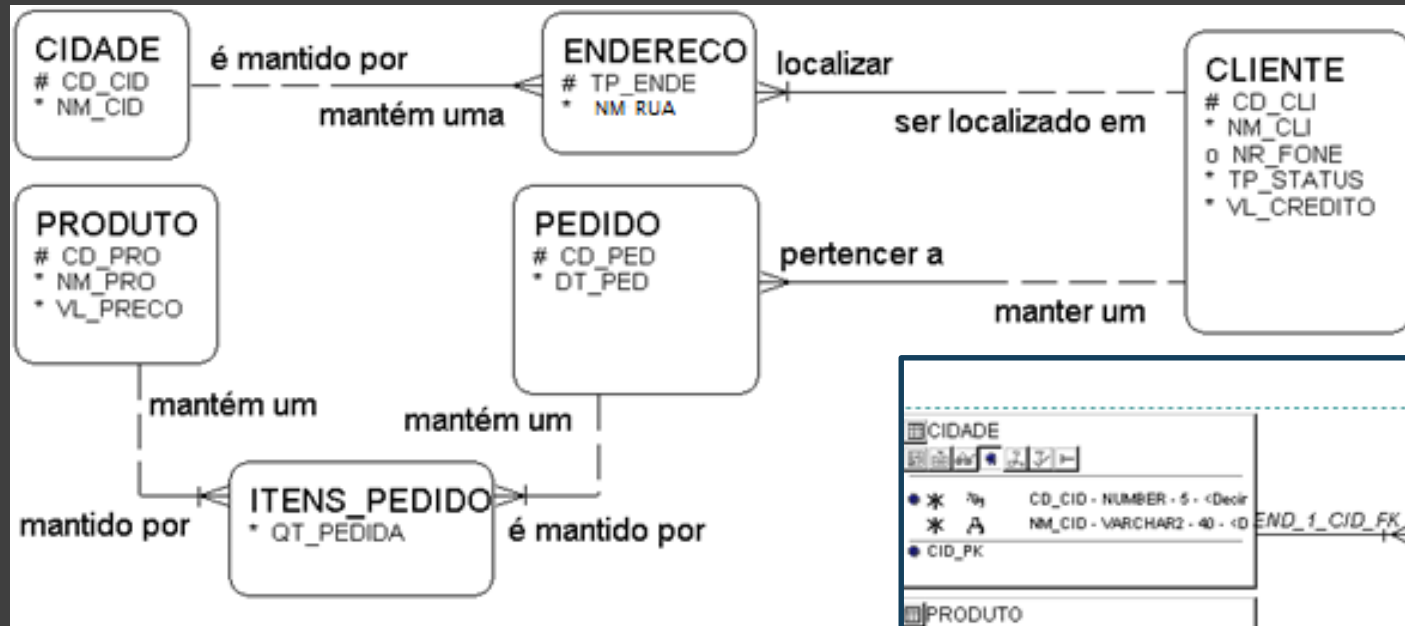 CIDADE
# CD_CID
* NM_CID
é mantido por
mantém uma
ENDERECO
# TP_ENDE
* NM RUA
localizar
ser localizado em
CLIENTE
# CD_CLI
* NM_CLI
o NR_FONE
* TP_STATUS
* VL_CREDITO
PRODUTO
# CD_PRO
* NM_PRO
* VL_PRECO
PEDIDO
# CD_PED
* DT_PED
pertencer a
manter um
mantém um
mantém um
mantido por
ITENS_PEDIDO
* QT_PEDIDA
é mantido por
CIDADE
CD_CID - NUMBER - 5 - <Decir
NM_CID - VARCHAR2 - 40 - <D
END_1_CID_FK
CID_PK
PRODUTO